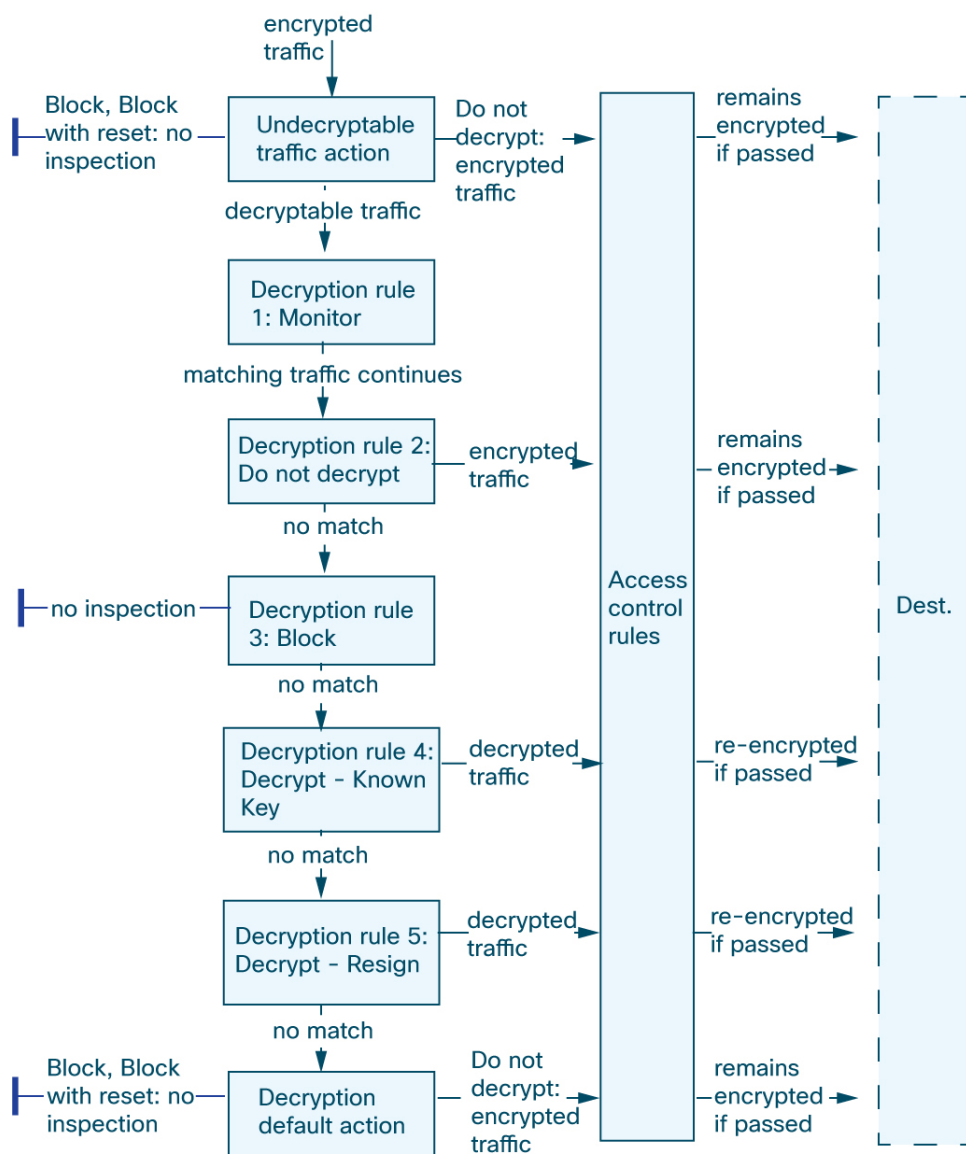 encrypted
traffic
Block, Block
with reset: no
inspection
Undecryptable
traffic action
Do not
decrypt:
encrypted
traffic
remains
encrypted
if passed
decryptable traffic
Decryption rule
1: Monitor
matching traffic continues
Decryption rule 2:
Do not decrypt
encrypted
traffic
remains
encrypted
if passed
no match
no inspection
Decryption rule
3: Block
Access
control
rules
Dest.
no match
Decryption rule 4:
Decrypt – Known
Key
decrypted
traffic
re-encrypted
if passed
no match
Decryption rule 5:
Decrypt – Resign
decrypted
traffic
re-encrypted
if passed
no match
Block, Block
with reset: no
inspection
Decryption
default action
Do not
decrypt:
encrypted
traffic
remains
encrypted
if passed